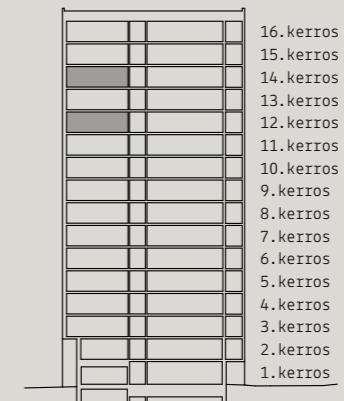 16.kerros
15.kerros
14.kerros
13.kerros
12.kerros
11.kerros
10.kerros
9.kerros
8.kerros
7.kerros
6.kerros
5.kerros
4.kerros
3.kerros
2.kerros
1.kerros